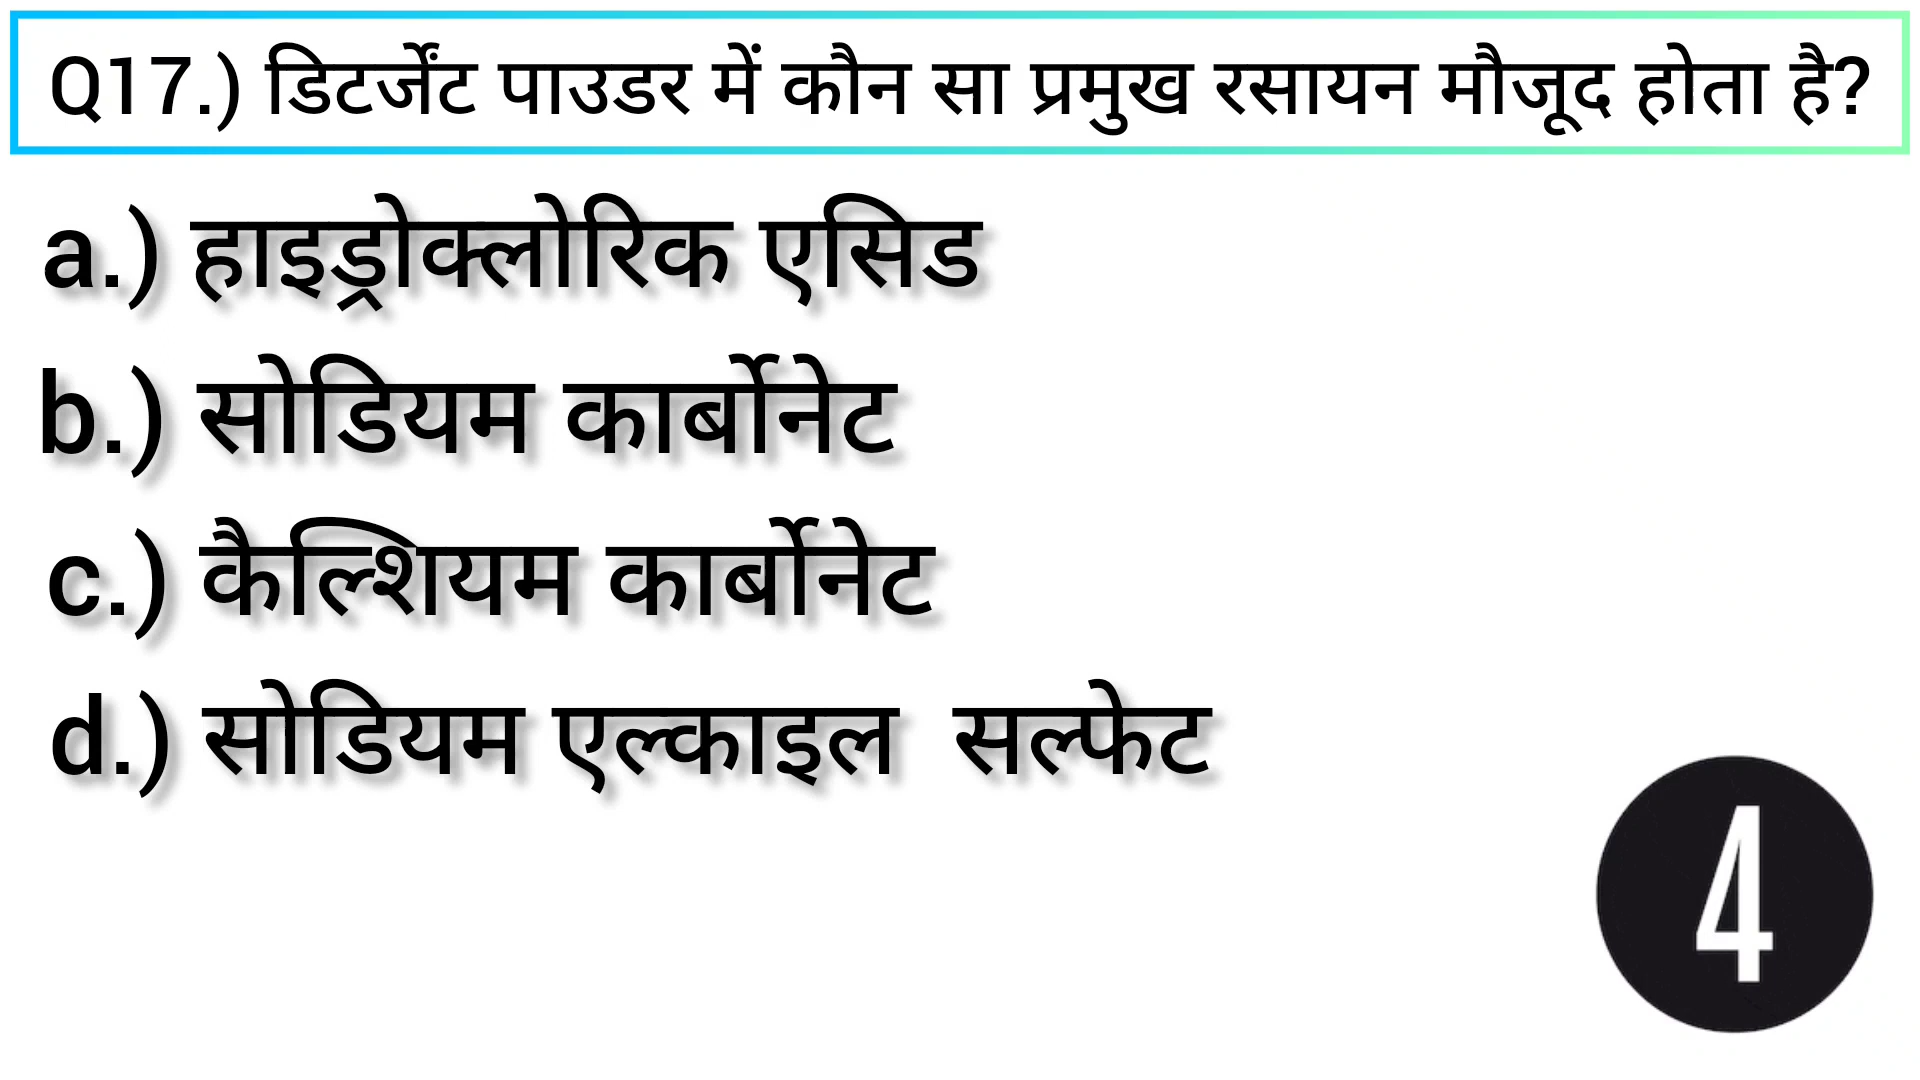 Q17.) डिटर्जेंट पाउडर में कौन सा प्रमुख रसायन मौजूद होता है?
a.) हाइड्रोक्लोरिक एसिड
b.) सोडियम कार्बोनेट
c.) कैल्शियम कार्बोनेट
d.) सोडियम एल्काइल सल्फेट
4